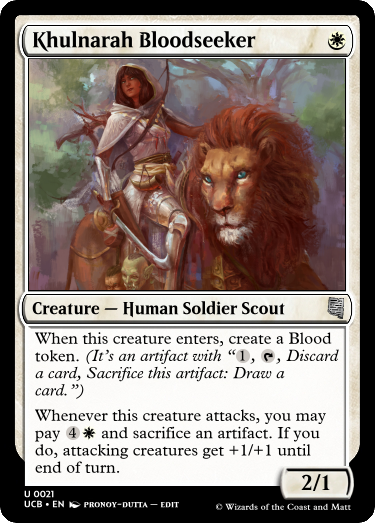 Khulnarah Bloodseeker
Creature — Human Soldier Scout
When this creature enters, create a Blood
token. (It's an artifact with “1, , Discard
a card, Sacrifice this artifact: Draw a
card.”)
Whenever this creature attacks, you may
pay 4 and sacrifice an artifact. If you
do, attacking creatures get +1/+1 until
end of turn.
2/1
U 0021
UCB • EN PRONOY-DUTTA — EDIT
© Wizards of the Coast and Matt